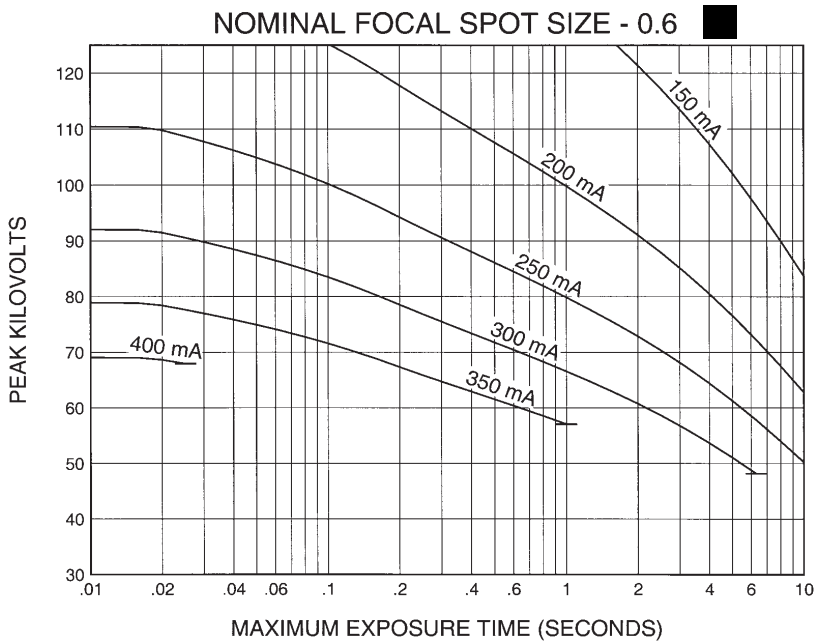 NOMINAL FOCAL SPOT SIZE - 0.6
120
110
100
90
80
70
60
50
40
30
150 mA
200 mA
250 mA
300 mA
350 mA
400 mA
PEAK KILOVOLTS
.01 .02 .04 .06 .1 .2 .4 .6 1 2 4 6 10
MAXIMUM EXPOSURE TIME (SECONDS)